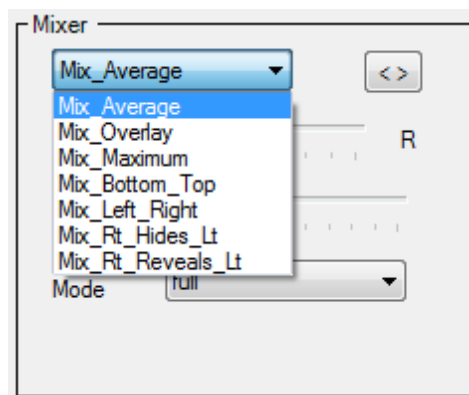 Mixer
Mix_Average
< >
Mix_Average
Mix_Overlay
R
Mix_Maximum
Mix_Bottom_Top
Mix_Left_Right
Mix_Rt_Hides_Lt
Mix_Rt_Reveals_Lt
Mode full